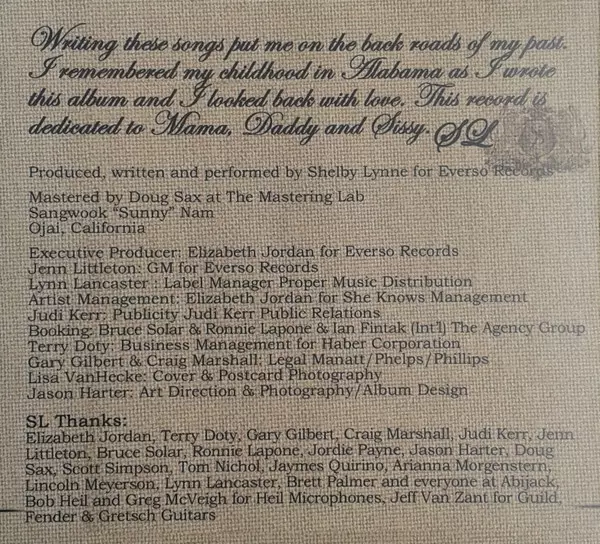 Writing these songs put me on the back roads of my past.
I remembered my childhood in Alabama as I wrote
this album and I looked back with love. This record is
dedicated to Mama, Daddy and Sissy. SL
Produced, written and performed by Shelby Lynne for Everso Records
Mastered by Doug Sax at The Mastering Lab
Sangwook “Sunny” Nam
Ojai, California
Executive Producer: Elizabeth Jordan for Everso Records
Jenn Littleton: GM for Everso Records
Lynn Lancaster : Label Manager Proper Music Distribution
Artist Management: Elizabeth Jordan for She Knows Management
Judi Kerr: Publicity Judi Kerr Public Relations
Booking: Bruce Solar & Ronnie Lapone & Ian Fintak (Int'l) The Agency Group
Terry Doty: Business Management for Haber Corporation
Gary Gilbert & Craig Marshall: Legal Manatt/Phelps/Phillips
Lisa VanHecke: Cover & Postcard Photography
Jason Harter: Art Direction & Photography/Album Design
SL Thanks:
Elizabeth Jordan, Terry Doty, Gary Gilbert, Craig Marshall, Judi Kerr, Jenn
Littleton, Bruce Solar, Ronnie Lapone, Jordie Payne, Jason Harter, Doug
Sax, Scott Simpson, Tom Nichol, Jaymes Quirino, Arianna Morgenstern,
Lincoln Meyerson, Lynn Lancaster, Brett Palmer and everyone at Abijack,
Bob Heil and Greg McVeigh for Heil Microphones, Jeff Van Zant for Guild,
Fender & Gretsch Guitars